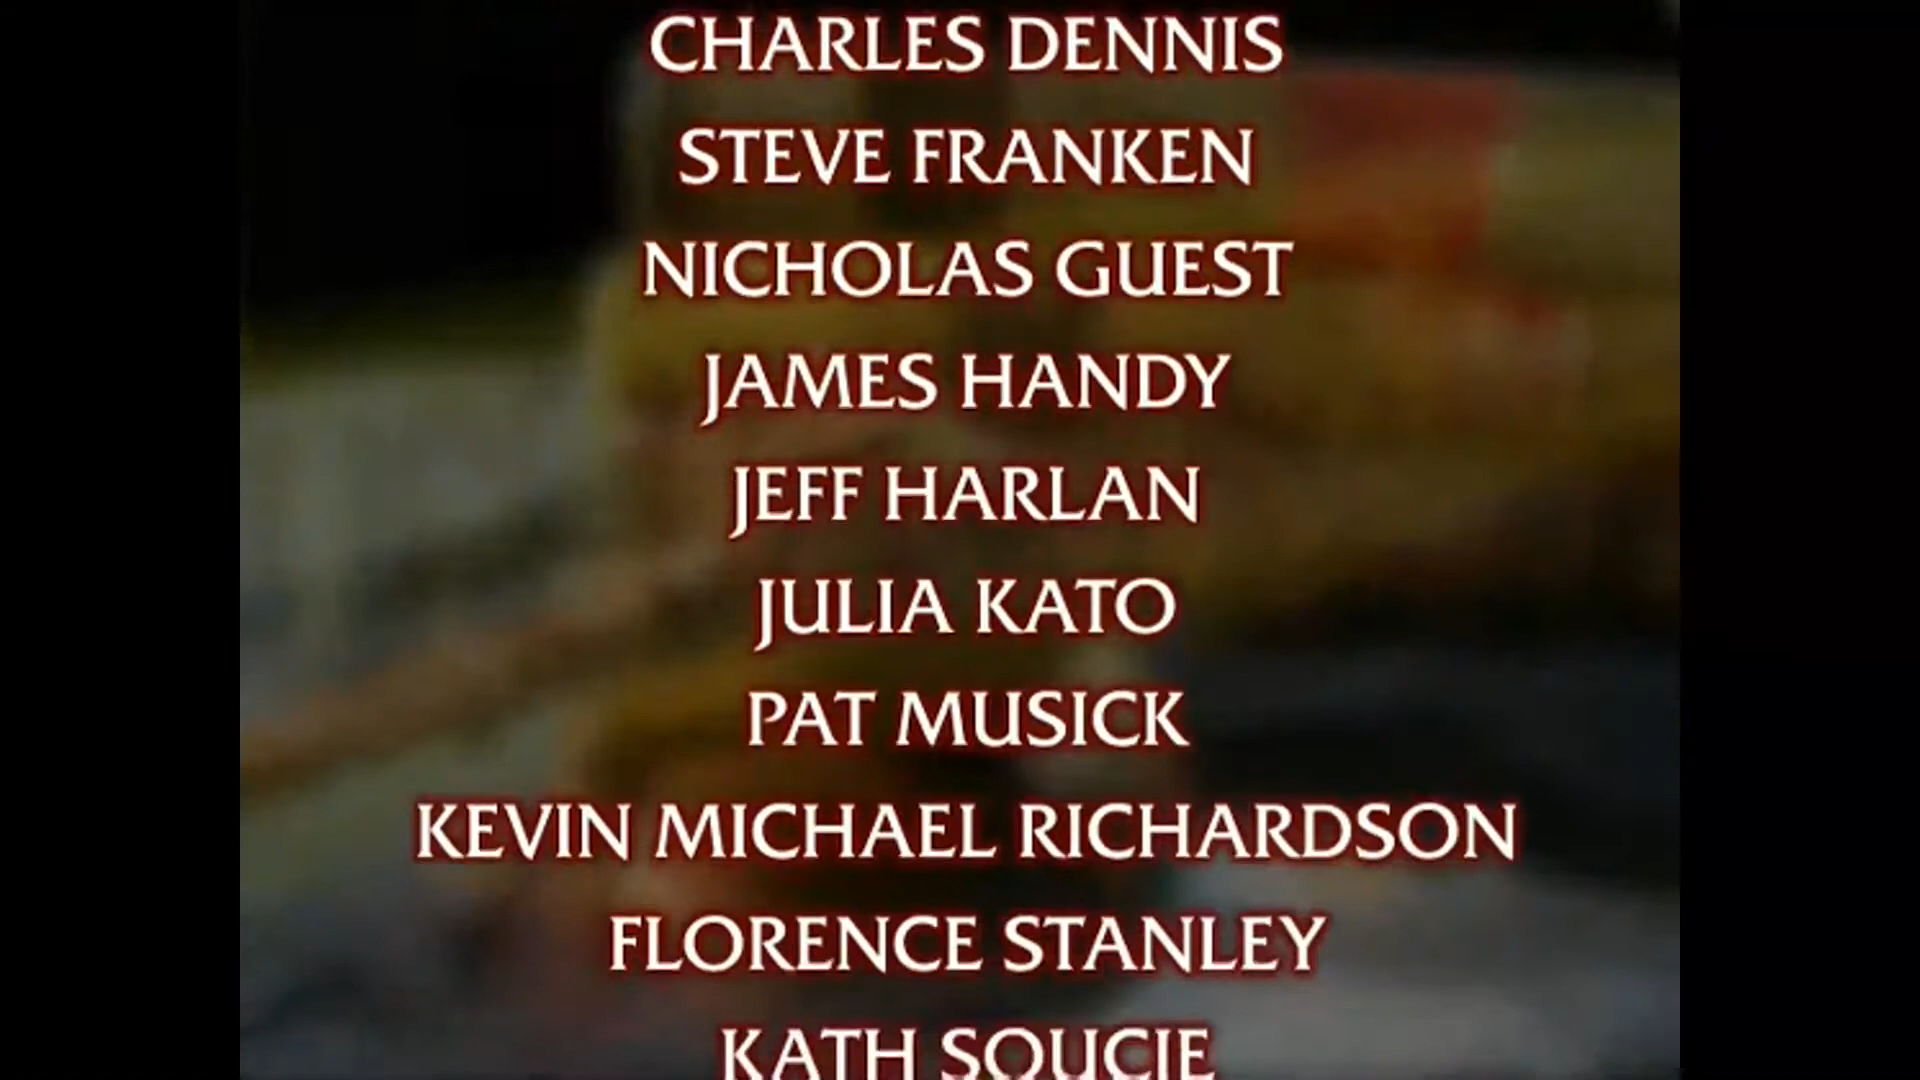 CHARLES DENNIS
STEVE FRANKEN
NICHOLAS GUEST
JAMES HANDY
JEFF HARLAN
JULIA KATO
PAT MUSICK
KEVIN MICHAEL RICHARDSON
FLORENCE STANLEY
KATH SOUCIE